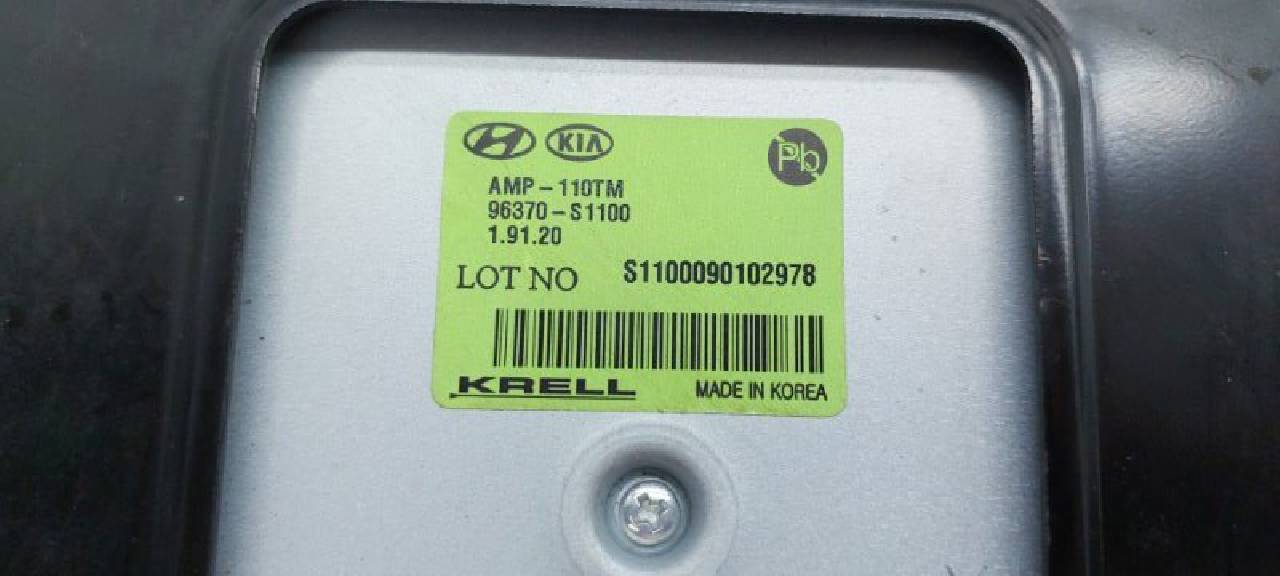 KIA
Pb
AMP-110TM
96370-S1100
1.91.20
LOT NO S1100090102978
KRELL MADE IN KOREA